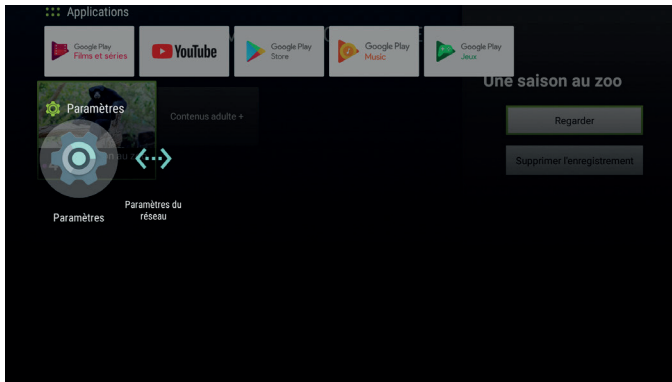 Applications
Google Play
Films et séries
YouTube
Google Play
Store
Google Play
Music
Google Play
Jeux
Une saison au zoo
Paramètres
Contenus adulte +
Regarder
Supprimer l'enregistrement
Paramètres
Paramètres du
réseau